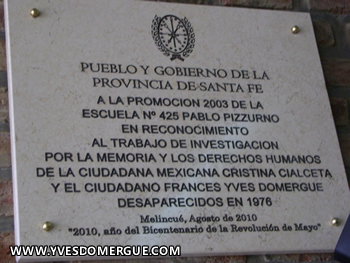 PUEBLO Y GOBIERNO DE LA
PROVINCIA DE SANTA FE
A LA PROMOCION 2003 DE LA
ESCUELA Nº 425 PABLO PIZZURNO
EN RECONOCIMIENTO
AL TRABAJO DE INVESTIGACION
POR LA MEMORIA Y LOS DERECHOS HUMANOS
DE LA CIUDADANA MEXICANA CRISTINA CIALCETA
Y EL CIUDADANO FRANCES YVES DOMERGUE
DESAPARECIDOS EN 1976
Melincué, Agosto de 2010
"2010, año del Bicentenario de la Revolución de Mayo"
WWW.YVESDOMERGUE.COM